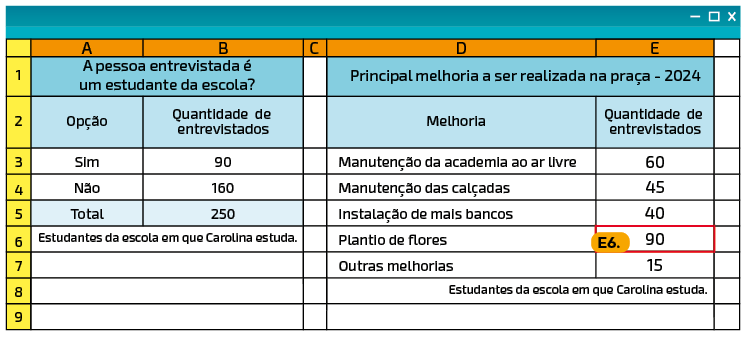 A B C D E
1 A pessoa entrevistada é
um estudante da escola?
Principal melhoria a ser realizada na praça - 2024
2 Opção Quantidade de
entrevistados
Melhoria Quantidade de
entrevistados
3 Sim 90 Manutenção da academia ao ar livre 60
4 Não 160 Manutenção das calçadas 45
5 Total 250 Instalação de mais bancos 40
6 Estudantes da escola em que Carolina estuda. Plantio de flores E6. 90
7 Outras melhorias 15
8 Estudantes da escola em que Carolina estuda.
9